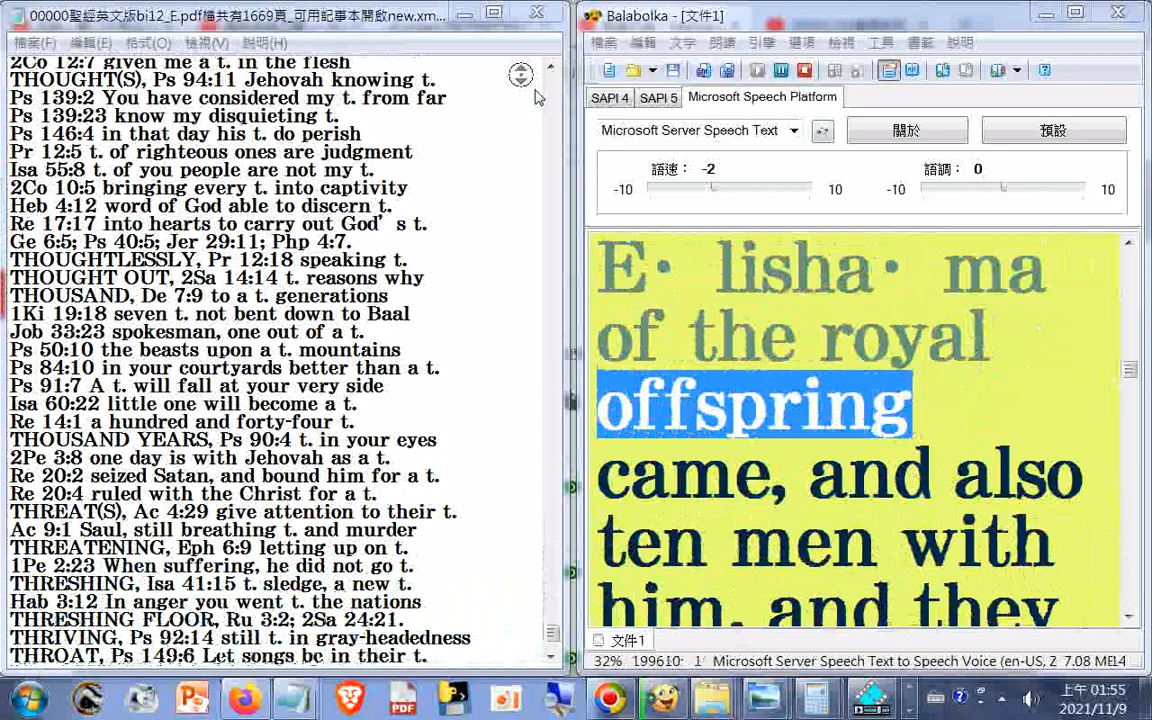 00000聖經英文版bi12_E.pdf檔共有1669頁_可用記事本開啟new.xm...
檔案(F) 編輯(E) 格式(O) 檢視(V) 說明(H)
2Co 12:7 given me a t. in the flesh
THOUGHT(S), Ps 94:11 Jehovah knowing t.
Ps 139:2 You have considered my t. from far
Ps 139:23 know my disquieting t.
Ps 146:4 in that day his t. do perish
Pr 12:5 t. of righteous ones are judgment
Isa 55:8 t. of you people are not my t.
2Co 10:5 bringing every t. into captivity
Heb 4:12 word of God able to discern t.
Re 17:17 into hearts to carry out God’s t.
Ge 6:5; Ps 40:5; Jer 29:11; Php 4:7.
THOUGHTLESSLY, Pr 12:18 speaking t.
THOUGHT OUT, 2Sa 14:14 t. reasons why
THOUSAND, De 7:9 to a t. generations
1Ki 19:18 seven t. not bent down to Baal
Job 33:23 spokesman, one out of a t.
Ps 50:10 the beasts upon a t. mountains
Ps 84:10 in your courtyards better than a t.
Ps 91:7 A t. will fall at your very side
Isa 60:22 little one will become a t.
Re 14:1 a hundred and forty-four t.
THOUSAND YEARS, Ps 90:4 t. in your eyes
2Pe 3:8 one day is with Jehovah as a t.
Re 20:2 seized Satan, and bound him for a t.
Re 20:4 ruled with the Christ for a t.
THREAT(S), Ac 4:29 give attention to their t.
Ac 9:1 Saul, still breathing t. and murder
THREATENING, Eph 6:9 letting up on t.
1Pe 2:23 When suffering, he did not go t.
THRESHING, Isa 41:15 t. sledge, a new t.
Hab 3:12 In anger you went t. the nations
THRESHING FLOOR, Ru 3:2; 2Sa 24:21.
THRIVING, Ps 92:14 still t. in gray-headedness
THROAT, Ps 149:6 Let songs be in their t.
Balabolka - [文件1]
檔案 編輯 文字 朗讀 引擎 選項 檢視 工具 書籤 說明
SAPI 4 SAPI 5 Microsoft Speech Platform
Microsoft Server Speech Text 關於 預設
語速: -2 語調: 0
-10 10 -10 10
E· lisha· ma
of the royal
offspring
came, and also
ten men with
him, and they
文件1
32% Microsoft Server Speech Text to Speech Voice (en-US, Z 7.08 ME
PDF
上午 01:55
2021/11/9